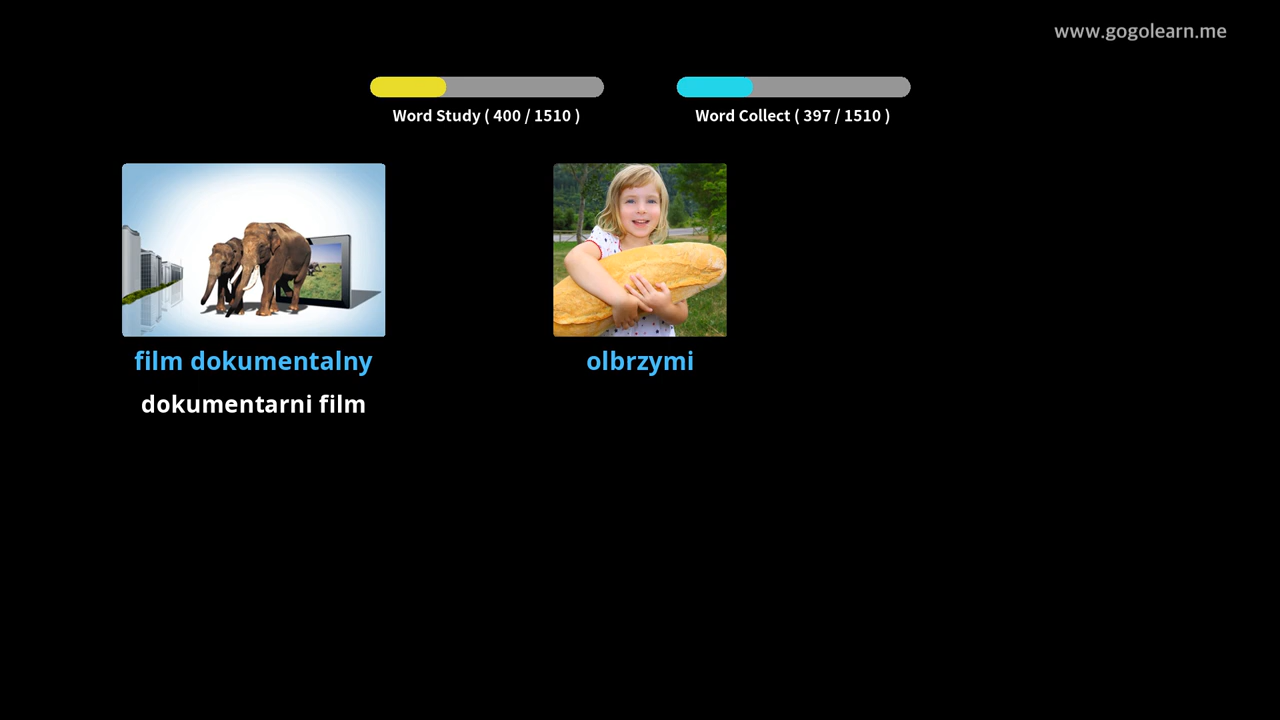 www.gogolearn.me
Word Study ( 400 / 1510 )
Word Collect ( 397 / 1510 )
film dokumentalny
dokumentarni film
olbrzymi